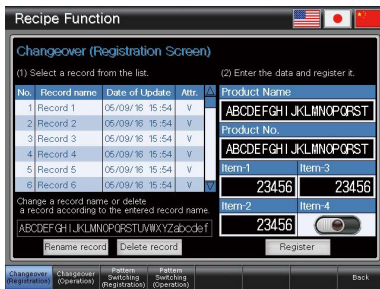 Recipe Function
Changeover (Registration Screen)
(1) Select a record from the list.
No. Record name Date of Update Attr.
1 Record 1 05/09/16 15:54 V
2 Record 2 05/09/16 15:54 V
3 Record 3 05/09/16 15:54 V
4 Record 4 05/09/16 15:54 V
5 Record 5 05/09/16 15:54 V
6 Record 6 05/09/16 15:54 V
Change a record name or delete
a record according to the entered record name.
ABCDEFGHIJKLMNOPQRSTUVWXYZabcdef
Rename record Delete record
(2) Enter the data and register it.
Product Name
ABCDEFGHIJKLMNOPQRST
Product No.
ABCDEFGHIJKLMNOPQRST
Item-1 Item-3
23456 23456
Item-2 Item-4
23456
Register
Changeover (Registration)
Changeover (Operation)
Pattern Switching (Registration)
Pattern Switching (Operation)
Back